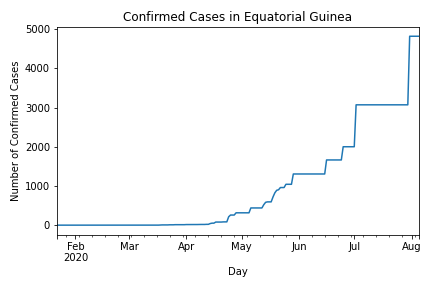 Confirmed Cases in Equatorial Guinea
Number of Confirmed Cases
5000
4000
3000
2000
1000
0
Feb
2020
Mar
Apr
May
Jun
Jul
Aug
Day